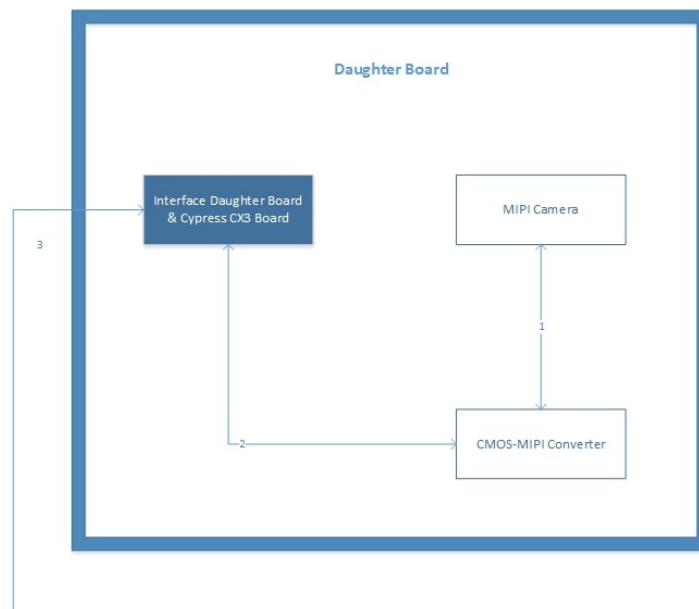 Daughter Board
Interface Daughter Board
& Cypress CX3 Board
MIPI Camera
3
1
2
CMOS-MIPI Converter